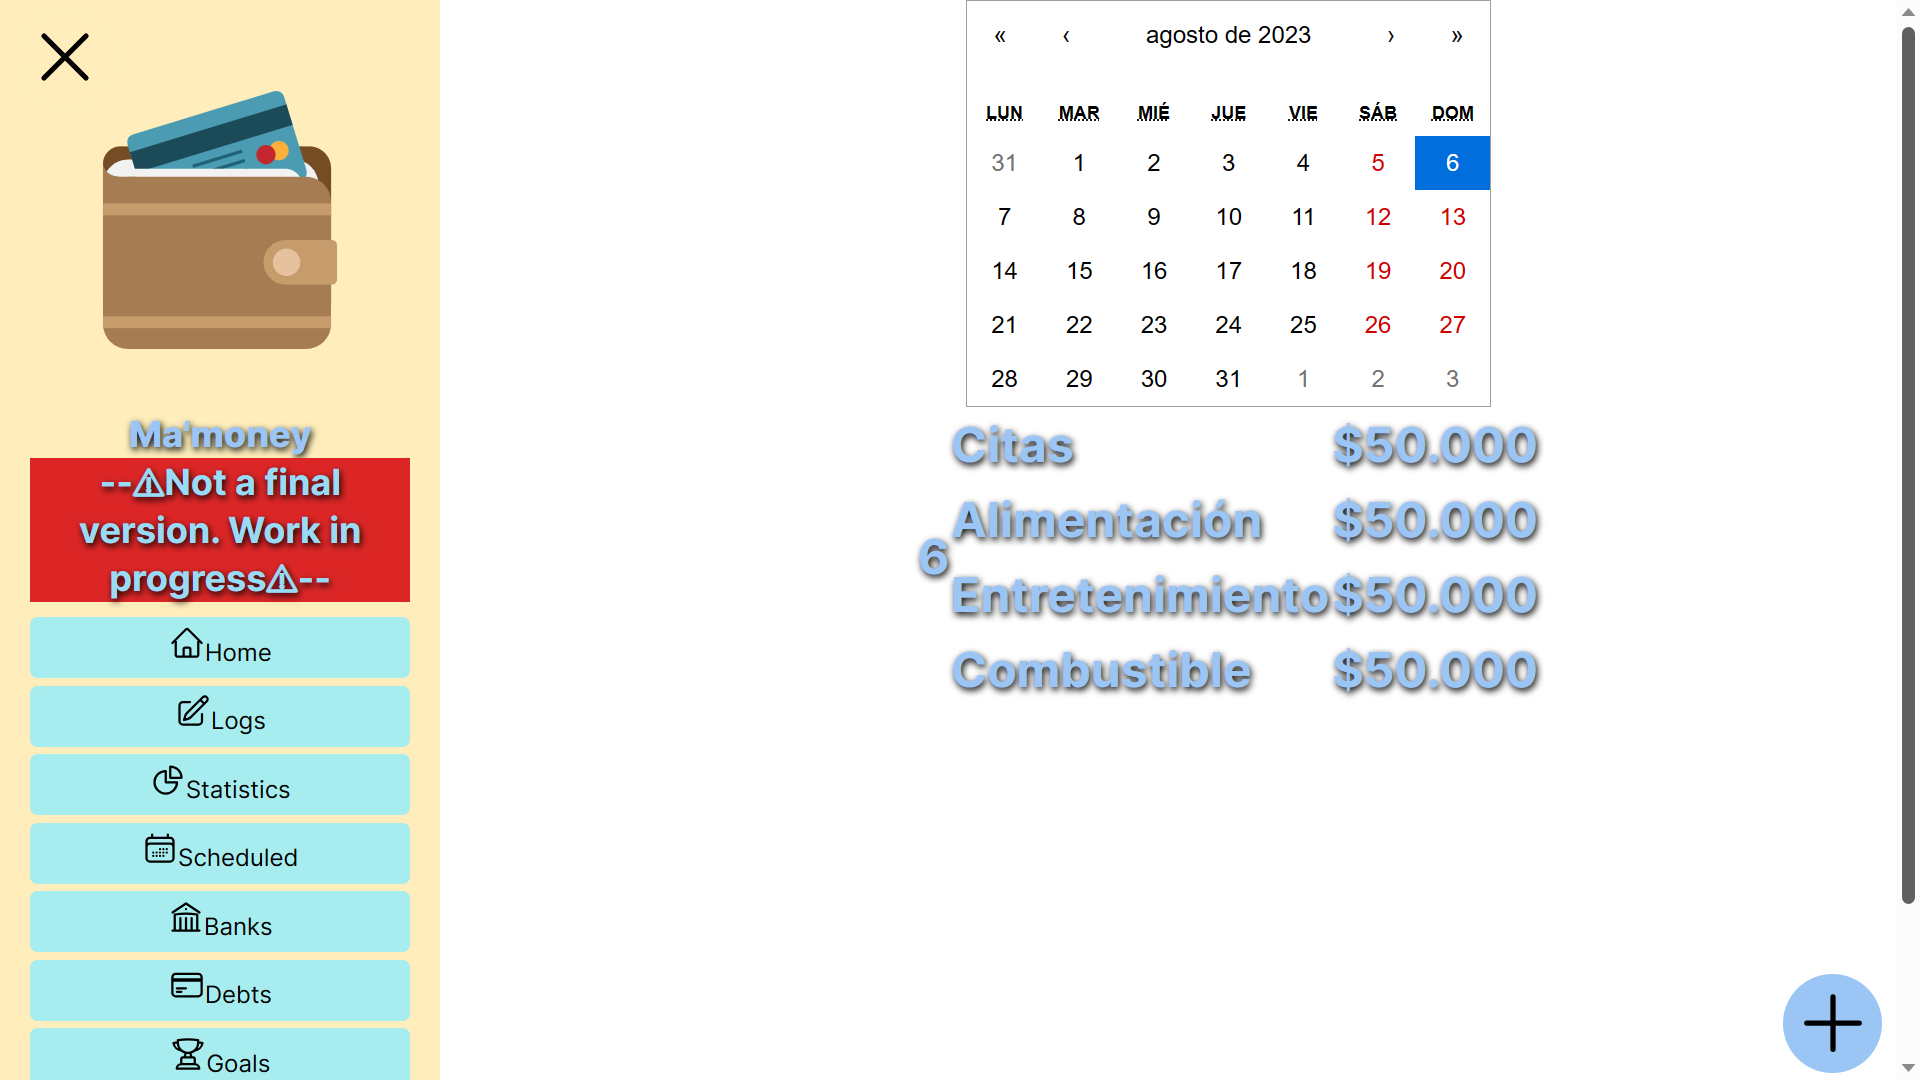 Ma'money
--⚠Not a final
version. Work in
progress⚠--
Home
Logs
Statistics
Scheduled
Banks
Debts
Goals
« ‹ agosto de 2023 › »
LUN MAR MIÉ JUE VIE SÁB DOM
31 1 2 3 4 5 6
7 8 9 10 11 12 13
14 15 16 17 18 19 20
21 22 23 24 25 26 27
28 29 30 31 1 2 3
6
Citas $50.000
Alimentación $50.000
Entretenimiento $50.000
Combustible $50.000